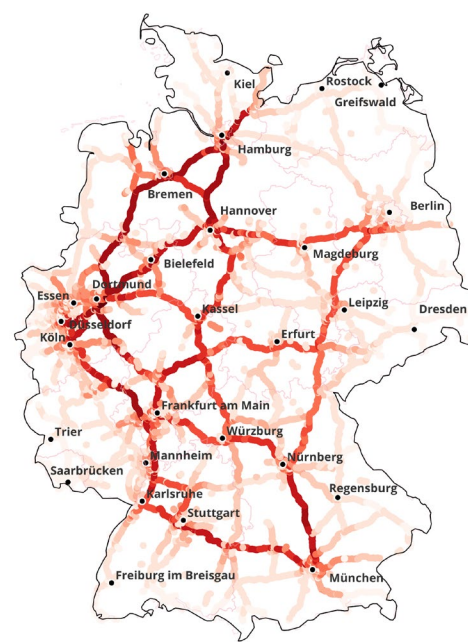 Kiel
Rostock
Greifswald
Hamburg
Bremen
Berlin
Hannover
Magdeburg
Bielefeld
Dortmund
Essen
Düsseldorf
Kassel
Leipzig
Dresden
Köln
Erfurt
Frankfurt am Main
Würzburg
Trier
Mannheim
Nürnberg
Saarbrücken
Regensburg
Karlsruhe
Stuttgart
Freiburg im Breisgau
München